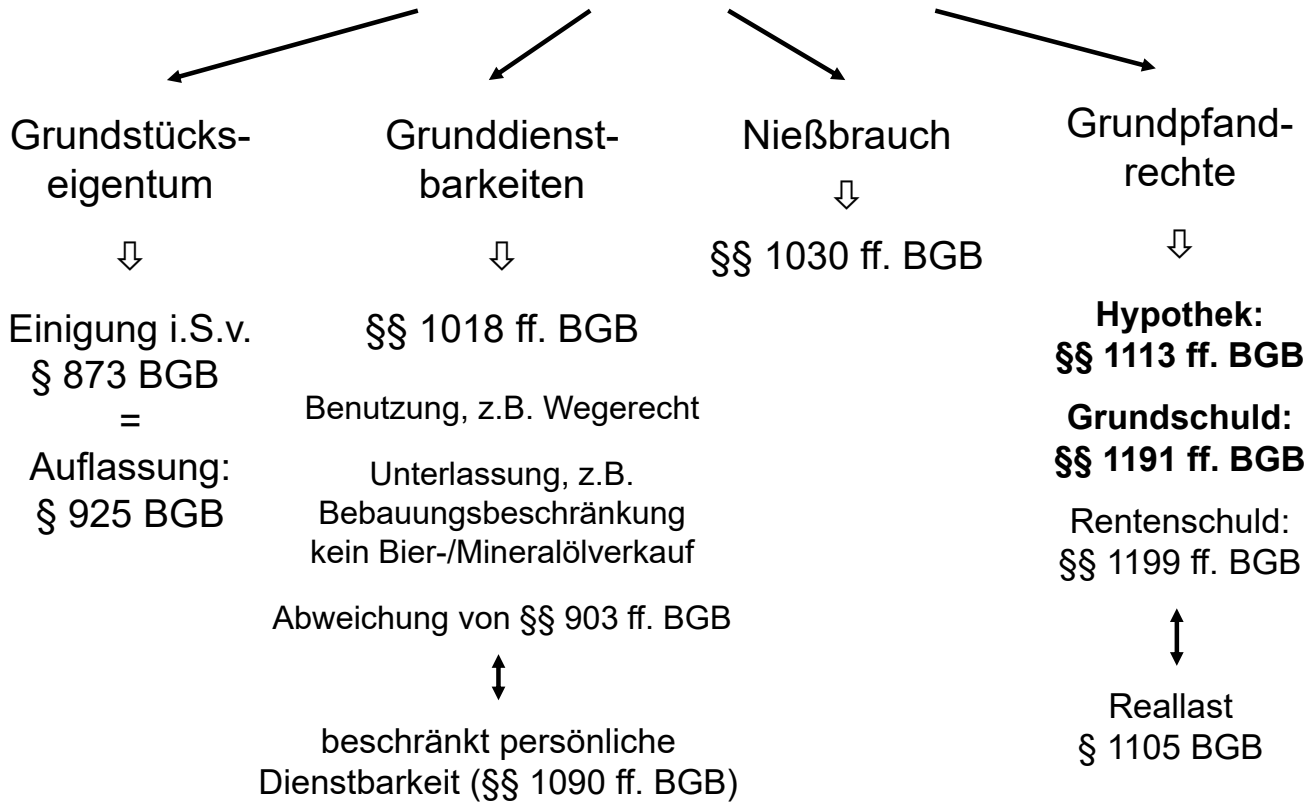 Grundstücks-
eigentum
Einigung i.S.v.
§ 873 BGB
=
Auflassung:
§ 925 BGB
Grunddienst-
barkeiten
§§ 1018 ff. BGB
Benutzung, z.B. Wegerecht
Unterlassung, z.B.
Bebauungsbeschränkung
kein Bier-/Mineralölverkauf
Abweichung von §§ 903 ff. BGB
beschränkt persönliche
Dienstbarkeit (§§ 1090 ff. BGB)
Nießbrauch
§§ 1030 ff. BGB
Grundpfand-
rechte
Hypothek:
§§ 1113 ff. BGB
Grundschuld:
§§ 1191 ff. BGB
Rentenschuld:
§§ 1199 ff. BGB
Reallast
§ 1105 BGB